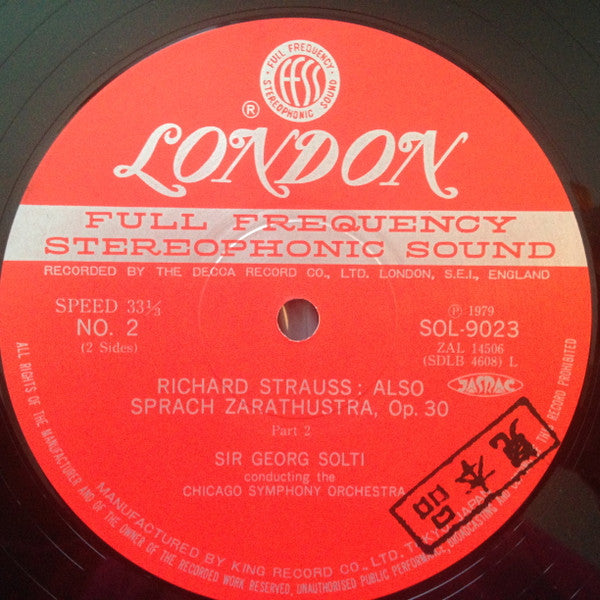 FULL FREQUENCY
FFSS
STEREOPHONIC SOUND
®
LONDON
FULL FREQUENCY
STEREOPHONIC SOUND
RECORDED BY THE DECCA RECORD CO., LTD. LONDON, S.E.I., ENGLAND
SPEED 33⅓
NO. 2
(2 Sides)
℗ 1979
SOL-9023
ZAL 14506
(SDLB 4608) L
JASRAC
RICHARD STRAUSS: ALSO
SPRACH ZARATHUSTRA, Op. 30
Part 2
SIR GEORG SOLTI
conducting the
CHICAGO SYMPHONY ORCHESTRA
見本品
MANUFACTURED BY KING RECORD CO., LTD. TOKYO JAPAN
ALL RIGHTS OF THE MANUFACTURER AND OF THE OWNER OF THE RECORDED WORK RESERVED, UNAUTHORISED PUBLIC PERFORMANCE, BROADCASTING AND THE RECORD PROHIBITED